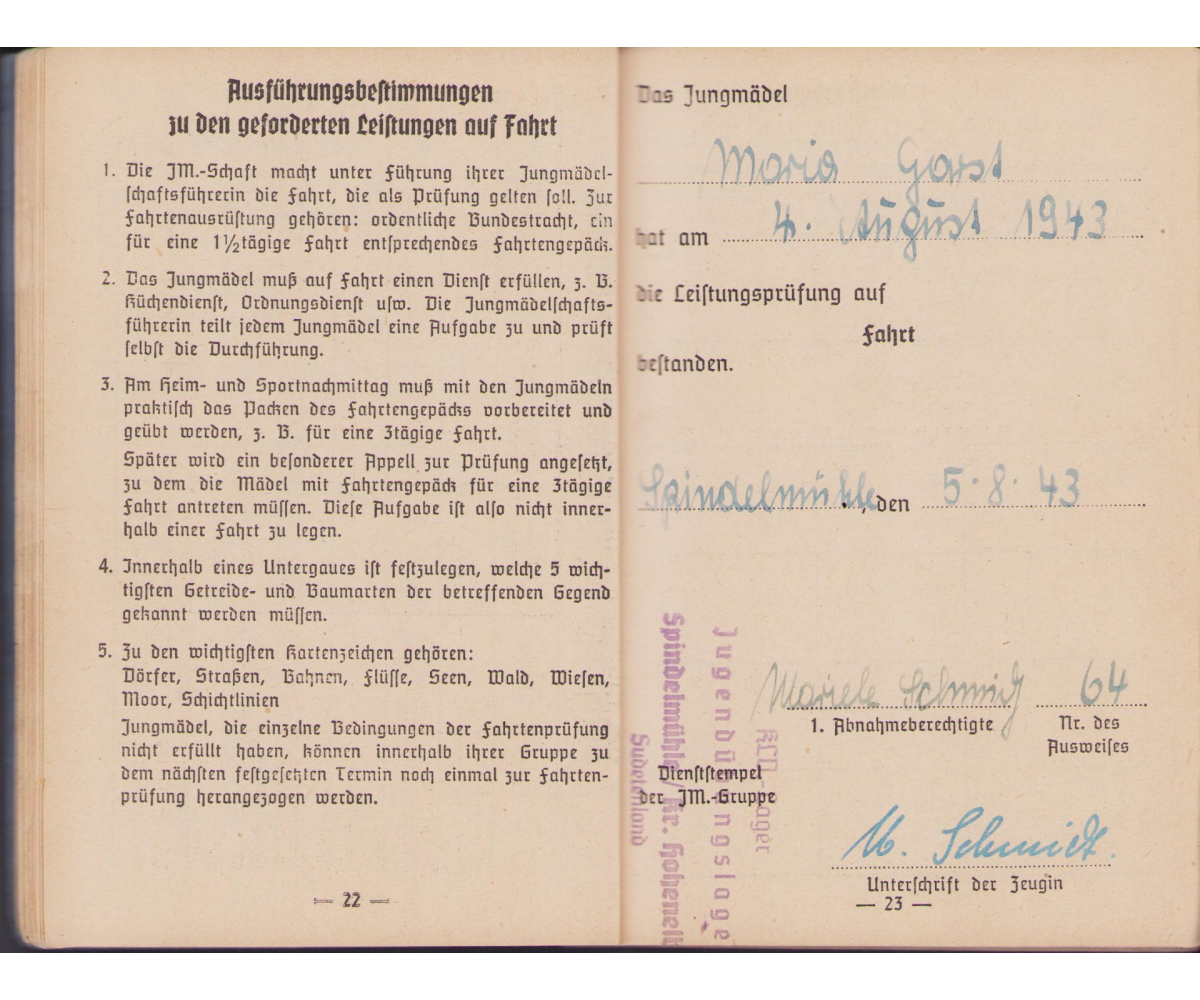 Ausführungsbestimmungen
zu den geforderten Leistungen auf Fahrt
1. Die JM.-Schaft macht unter Führung ihrer Jungmädel-
schaftsführerin die Fahrt, die als Prüfung gelten soll. Zur
Fahrtenausrüstung gehören: ordentliche Bundestracht, ein
für eine 1½tägige Fahrt entsprechendes Fahrtengepäck.
2. Das Jungmädel muß auf Fahrt einen Dienst erfüllen, z. B.
Küchendienst, Ordnungsdienst usw. Die Jungmädelschafts-
führerin teilt jedem Jungmädel eine Aufgabe zu und prüft
selbst die Durchführung.
3. Am Heim- und Sportnachmittag muß mit den Jungmädeln
praktisch das Packen des Fahrtengepäcks vorbereitet und
geübt werden, z. B. für eine 3tägige Fahrt.
Später wird ein besonderer Appell zur Prüfung angesetzt,
zu dem die Mädel mit Fahrtengepäck für eine 3tägige
Fahrt antreten müssen. Diese Aufgabe ist also nicht inner-
halb einer Fahrt zu legen.
4. Innerhalb eines Untergaues ist festzulegen, welche 5 wich-
tigsten Getreide- und Baumarten der betreffenden Gegend
gekannt werden müssen.
5. Zu den wichtigsten Kartenzeichen gehören:
Dörfer, Straßen, Bahnen, Flüsse, Seen, Wald, Wiesen,
Moor, Schichtlinien
Jungmädel, die einzelne Bedingungen der Fahrtenprüfung
nicht erfüllt haben, können innerhalb ihrer Gruppe zu
dem nächsten festgesetzten Termin noch einmal zur Fahrten-
prüfung herangezogen werden.
— 22 —
Das Jungmädel
Maria Garst
hat am 4. August 1943
die Leistungsprüfung auf
Fahrt
bestanden.
Spindelmühle, den 5.8.43
Schmidt 64
1. Abnahmeberechtigte Nr. des
Ausweises
Dienststempel
der JM.-Gruppe
KLV-Lager
Jugendübungslage
Spindelmühle/Kr. Hohenelb
Sudetenland
M. Schmidt.
Unterschrift der Zeugin
— 23 —